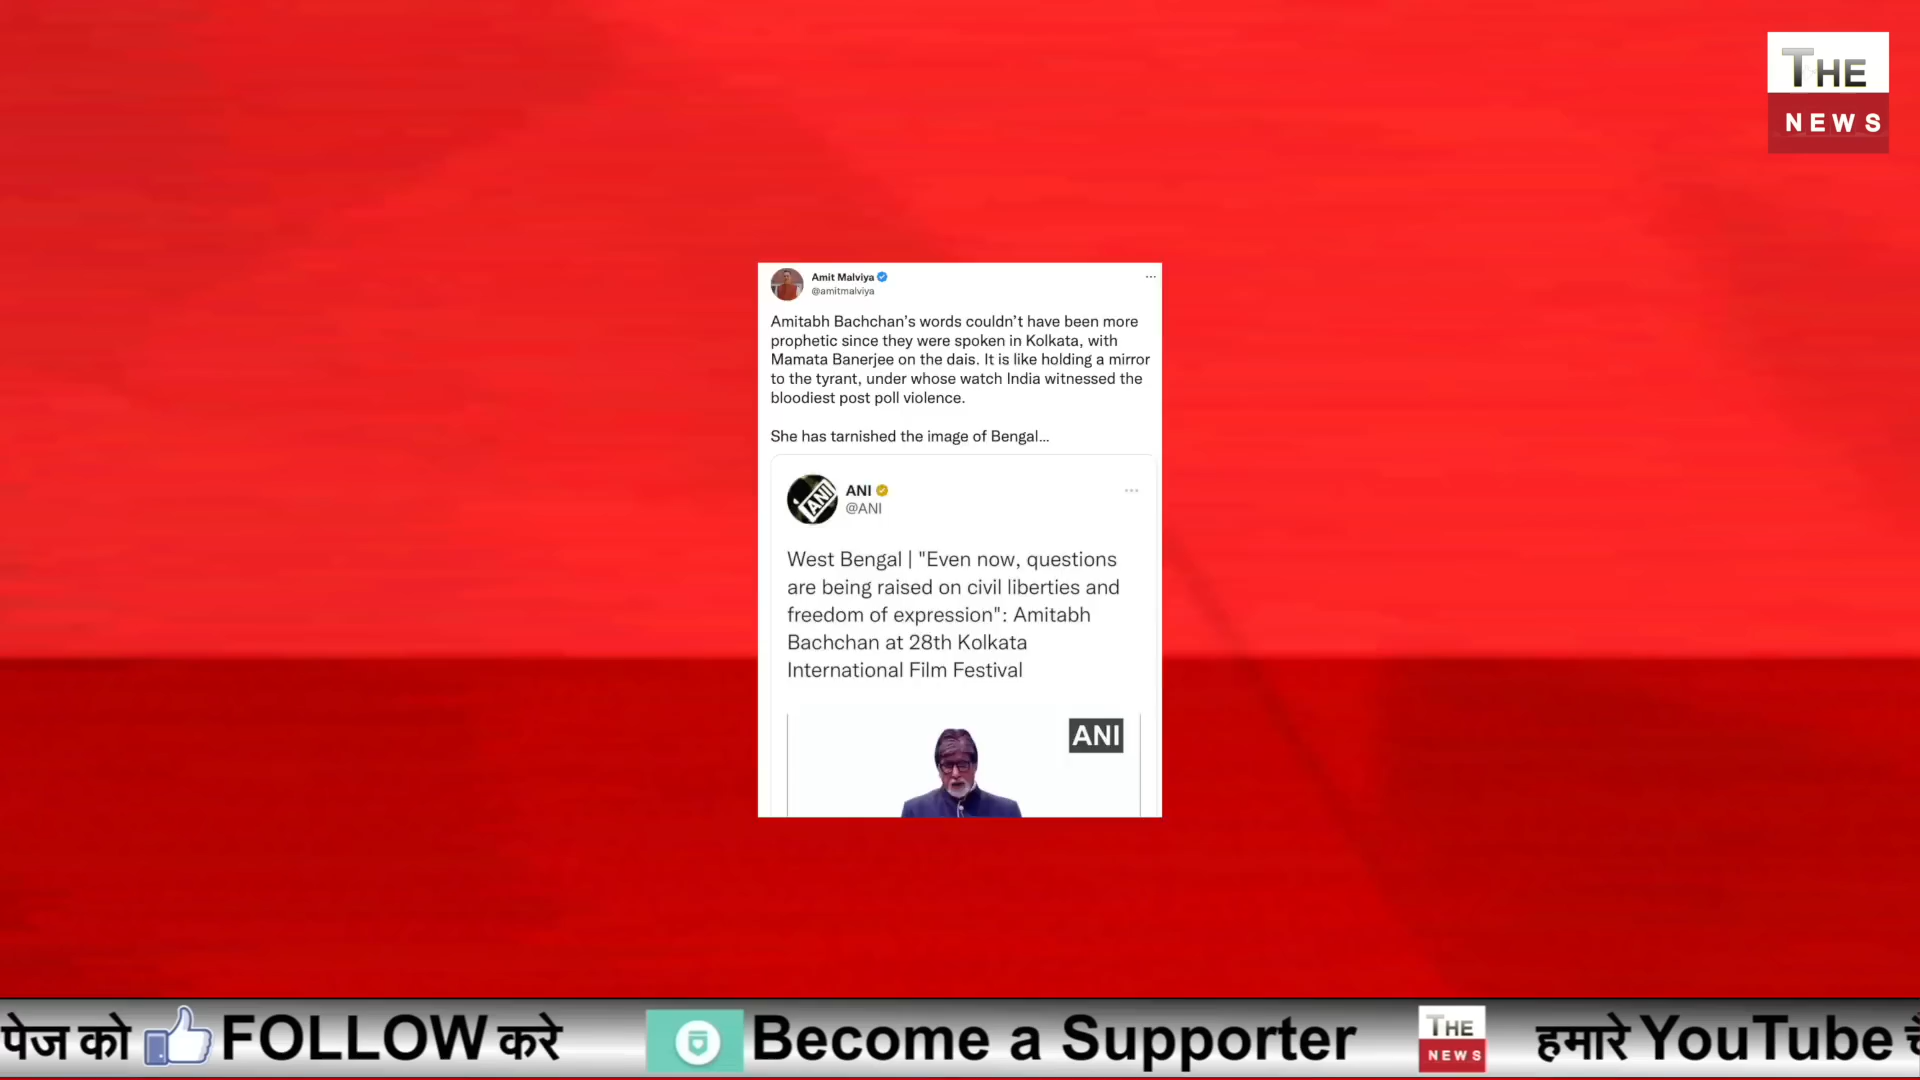 THE
NEWS
Amit Malviya
@amitmalviya
Amitabh Bachchan's words couldn't have been more
prophetic since they were spoken in Kolkata, with
Mamata Banerjee on the dais. It is like holding a mirror
to the tyrant, under whose watch India witnessed the
bloodiest post poll violence.
She has tarnished the image of Bengal...
ANI
ANI
@ANI
West Bengal | "Even now, questions
are being raised on civil liberties and
freedom of expression": Amitabh
Bachchan at 28th Kolkata
International Film Festival
ANI
पेज को FOLLOW करे Become a Supporter THE NEWS हमारे YouTube